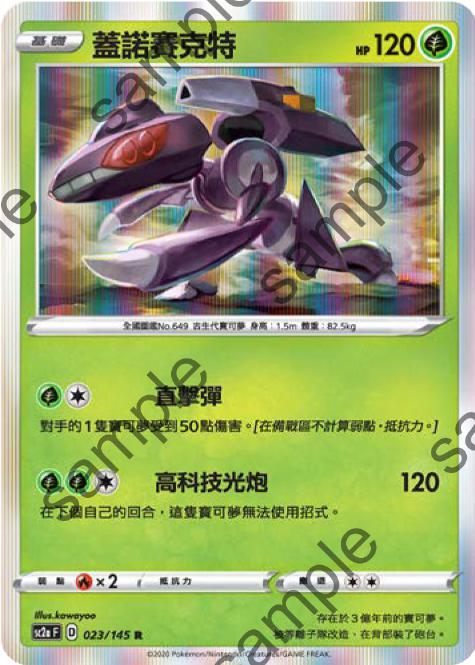 基礎 蓋諾賽克特 HP 120
全國圖鑑No.649 古生代寶可夢 身高：1.5m 體重：82.5kg
直擊彈
對手的1隻寶可夢受到50點傷害。[在備戰區不計算弱點・抵抗力。]
高科技光炮 120
在下個自己的回合，這隻寶可夢無法使用招式。
弱點 ×2 抵抗力 撤退
illus.kawayoo
sc2a F D 023/145 R
存在於3億年前的寶可夢。
被等離子隊改造，在背部裝了砲台。
©2020 Pokémon/Nintendo/Creatures/GAME FREAK.
sample
sample
sample
sample
sample
sample